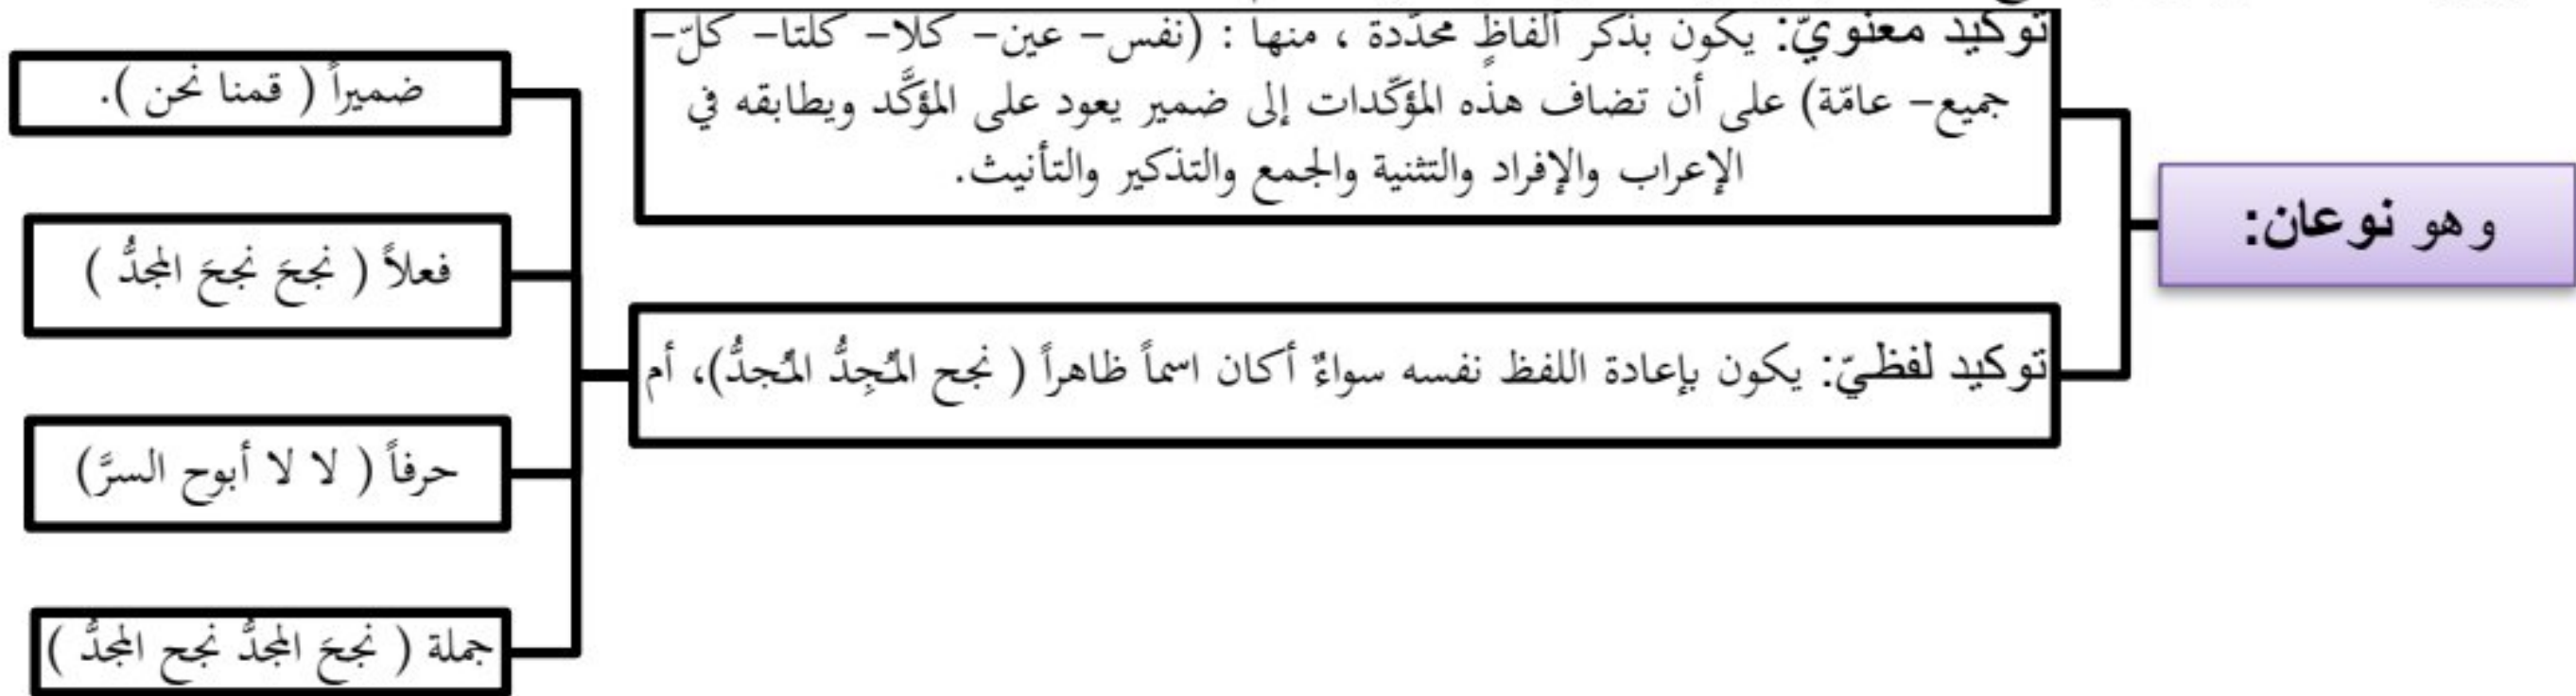 وهو نوعان:
توكيد معنويّ: يكون بذكر ألفاظٍ محدّدة ، منها : (نفس– عين– كلا– كلتا– كلّ–
جميع– عامّة) على أن تضاف هذه المؤكّدات إلى ضمير يعود على المؤكَّد ويطابقه في
الإعراب والإفراد والتثنية والجمع والتذكير والتأنيث.
توكيد لفظيّ: يكون بإعادة اللفظ نفسه سواءٌ أكان اسماً ظاهراً ( نجح المُجِدُّ المُجدُّ)، أم
ضميراً ( قمنا نحن ).
فعلاً ( نجحَ نجحَ المجدُّ )
حرفاً ( لا لا أبوح السرَّ)
جملة ( نجحَ المجدُّ نجح المجدُّ )